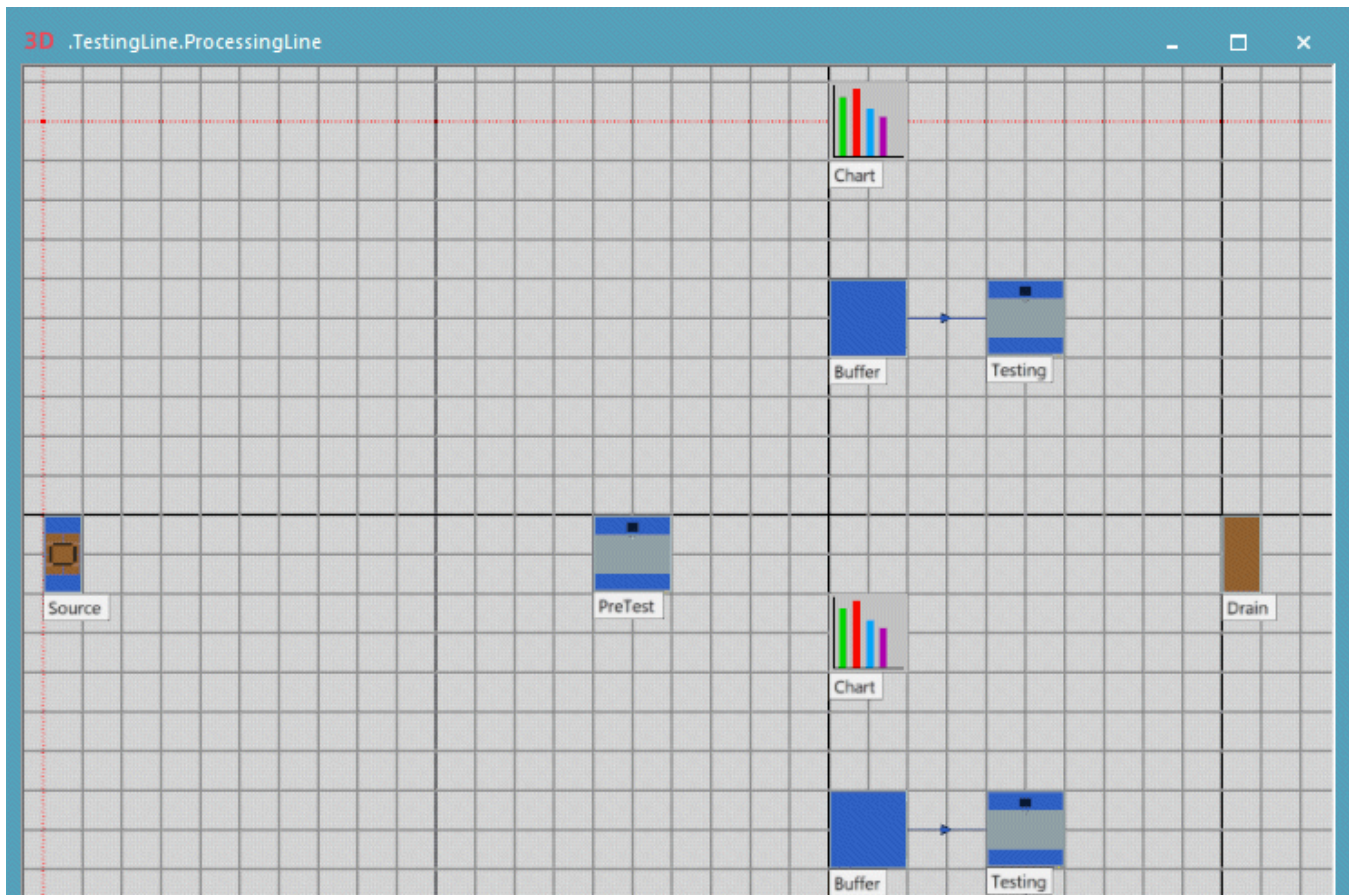 3D .TestingLine.ProcessingLine
Chart
Buffer
Testing
Source
PreTest
Drain
Chart
Buffer
Testing